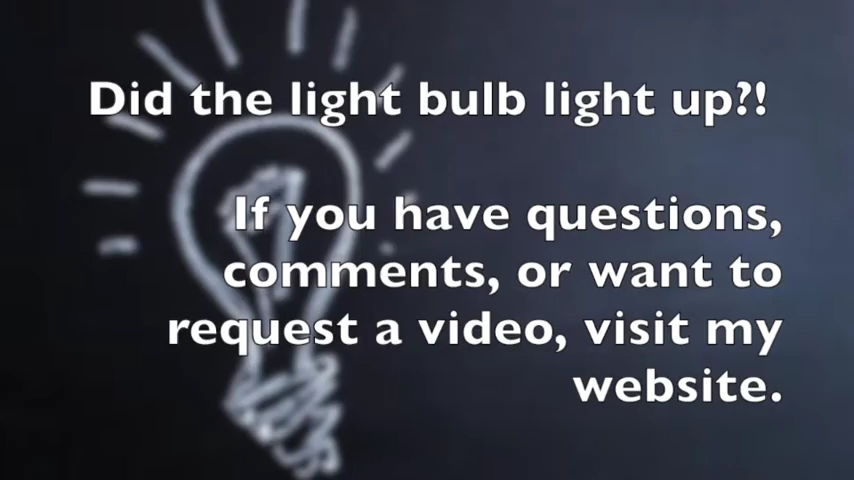 Did the light bulb light up?!
If you have questions,
comments, or want to
request a video, visit my
website.